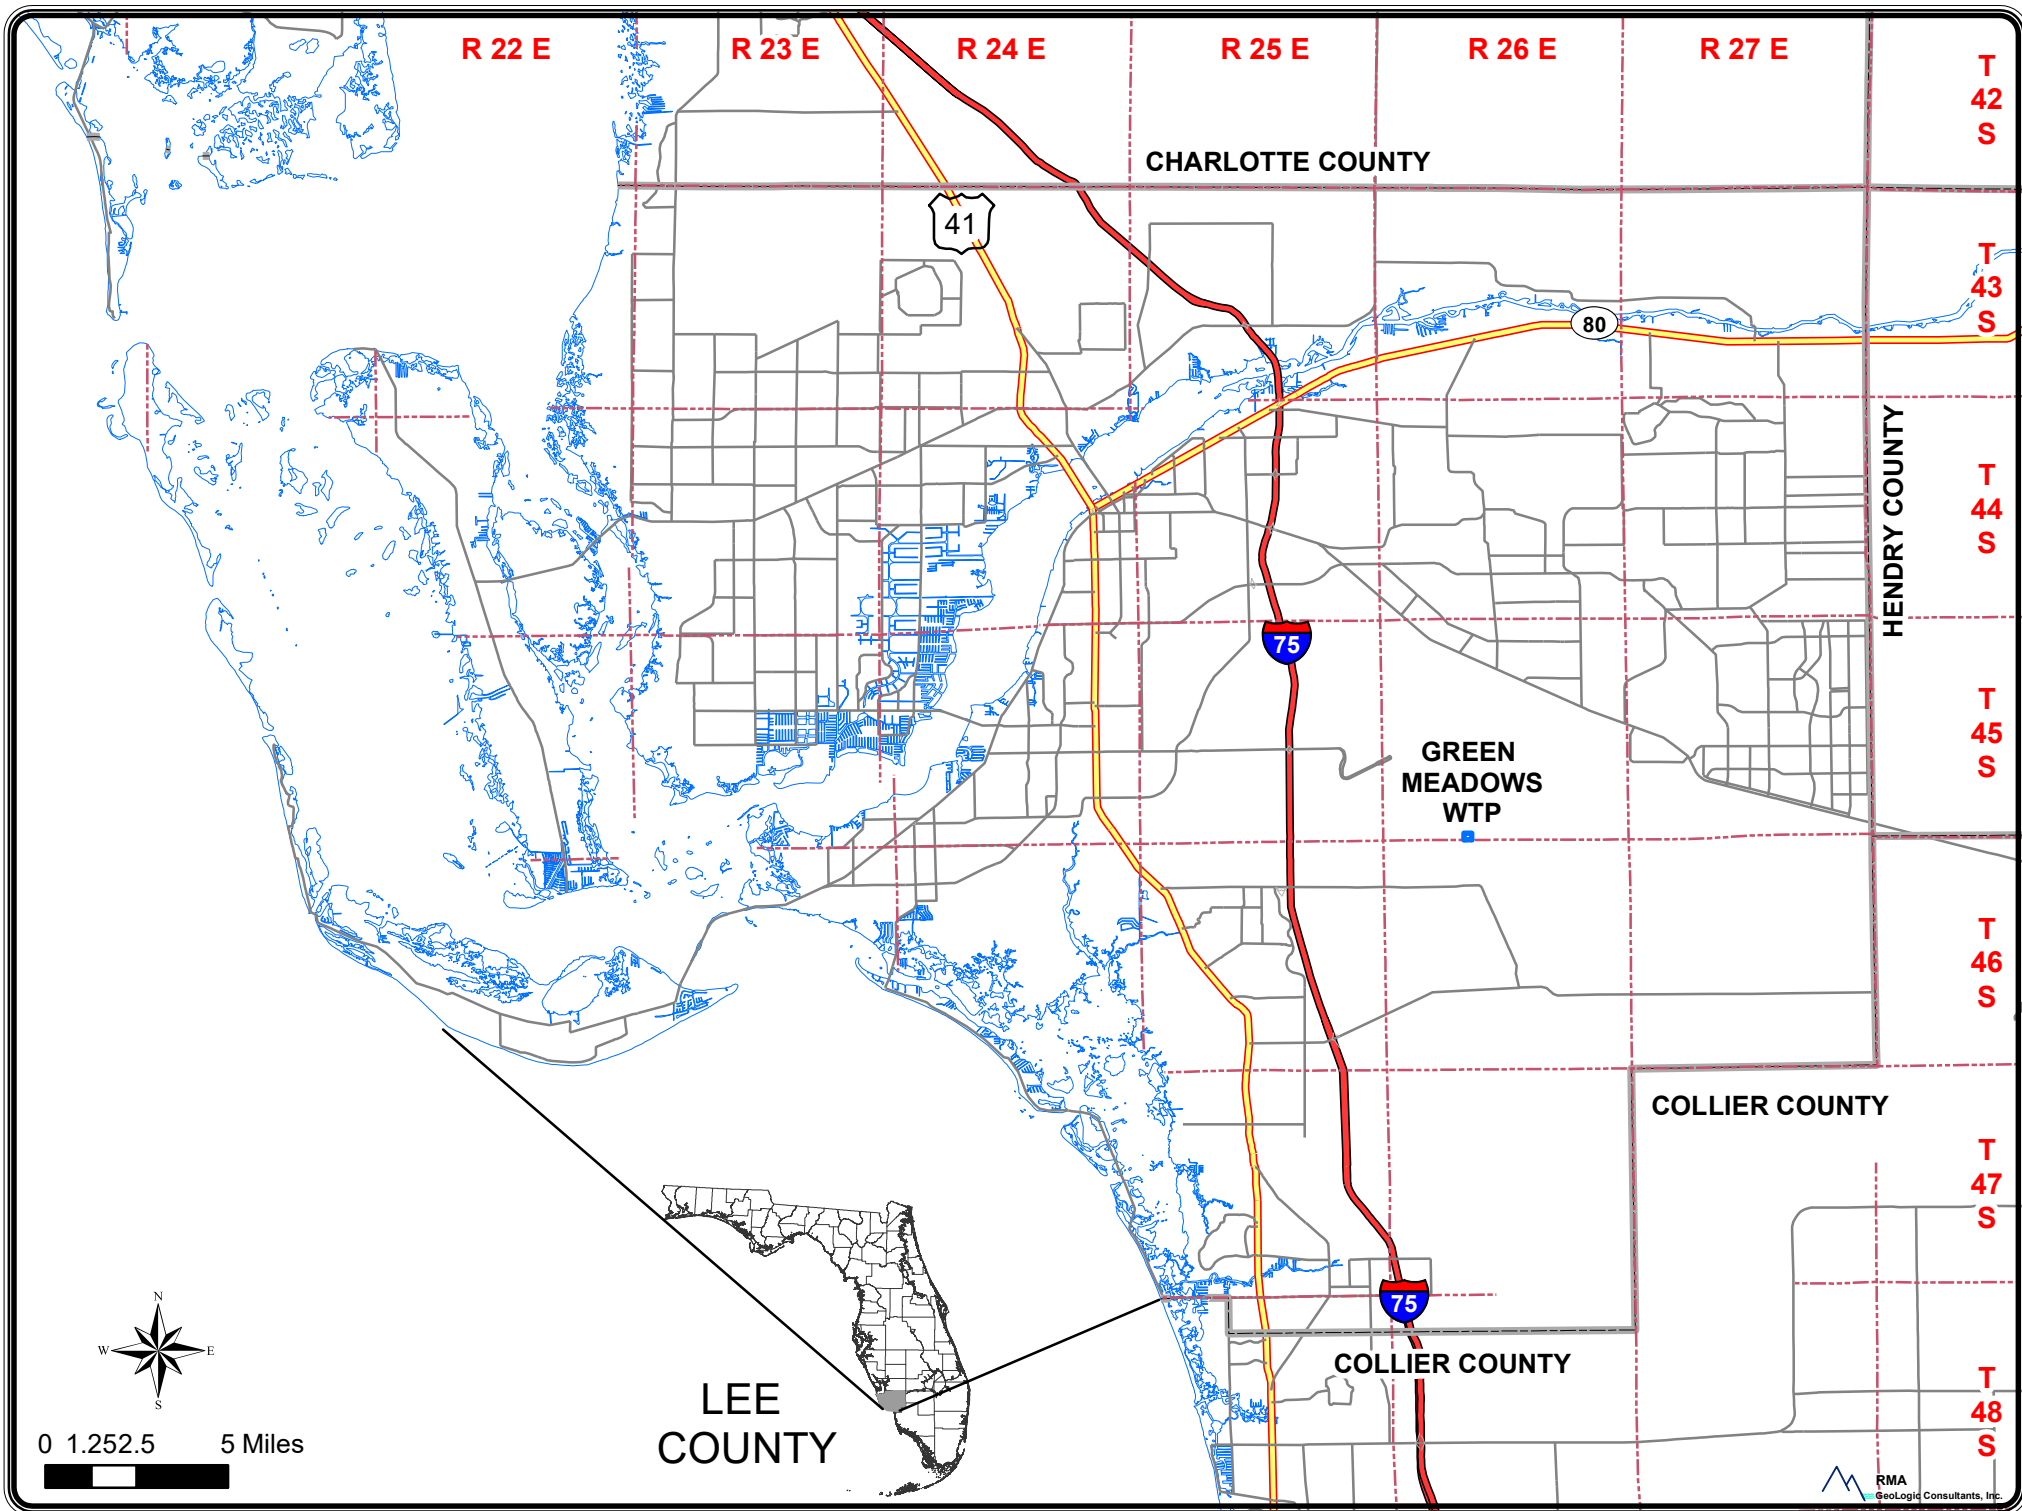 R 22 E
R 23 E
R 24 E
R 25 E
R 26 E
R 27 E
T
42
S
CHARLOTTE COUNTY
41
T
43
S
80
HENDRY COUNTY
T
44
S
75
T
45
S
GREEN
MEADOWS
WTP
T
46
S
COLLIER COUNTY
T
47
S
75
COLLIER COUNTY
T
48
S
N
W
E
S
LEE
COUNTY
0 1.25 2.5 5 Miles
RMA
GeoLogic Consultants, Inc.